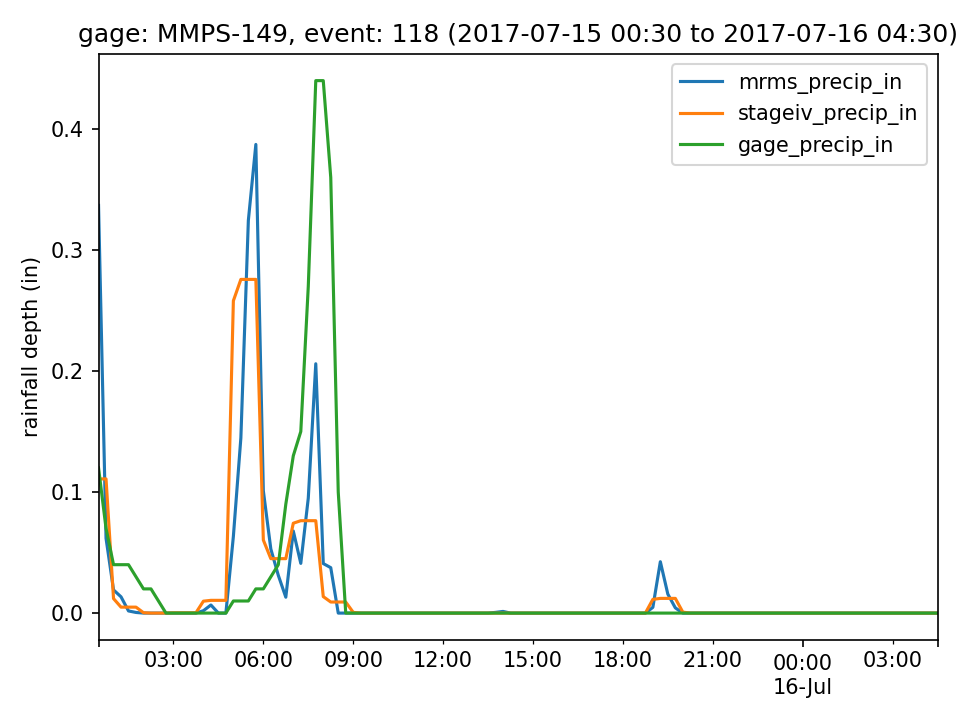 gage: MMPS-149, event: 118 (2017-07-15 00:30 to 2017-07-16 04:30)
mrms_precip_in
stageiv_precip_in
gage_precip_in
rainfall depth (in)
0.4
0.3
0.2
0.1
0.0
03:00 06:00 09:00 12:00 15:00 18:00 21:00 00:00 03:00
16-Jul